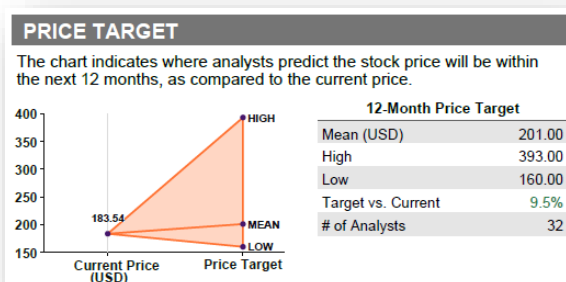 PRICE TARGET
The chart indicates where analysts predict the stock price will be within
the next 12 months, as compared to the current price.
400
350
300
250
200
150
183.54
HIGH
MEAN
LOW
Current Price
(USD)
Price Target
12-Month Price Target
Mean (USD) 201.00
High 393.00
Low 160.00
Target vs. Current 9.5%
# of Analysts 32